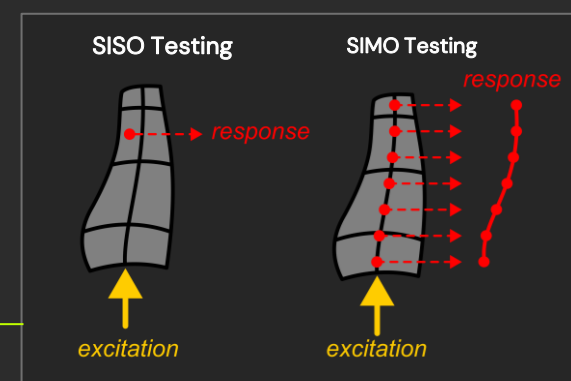 SISO Testing
SIMO Testing
response
response
excitation
excitation